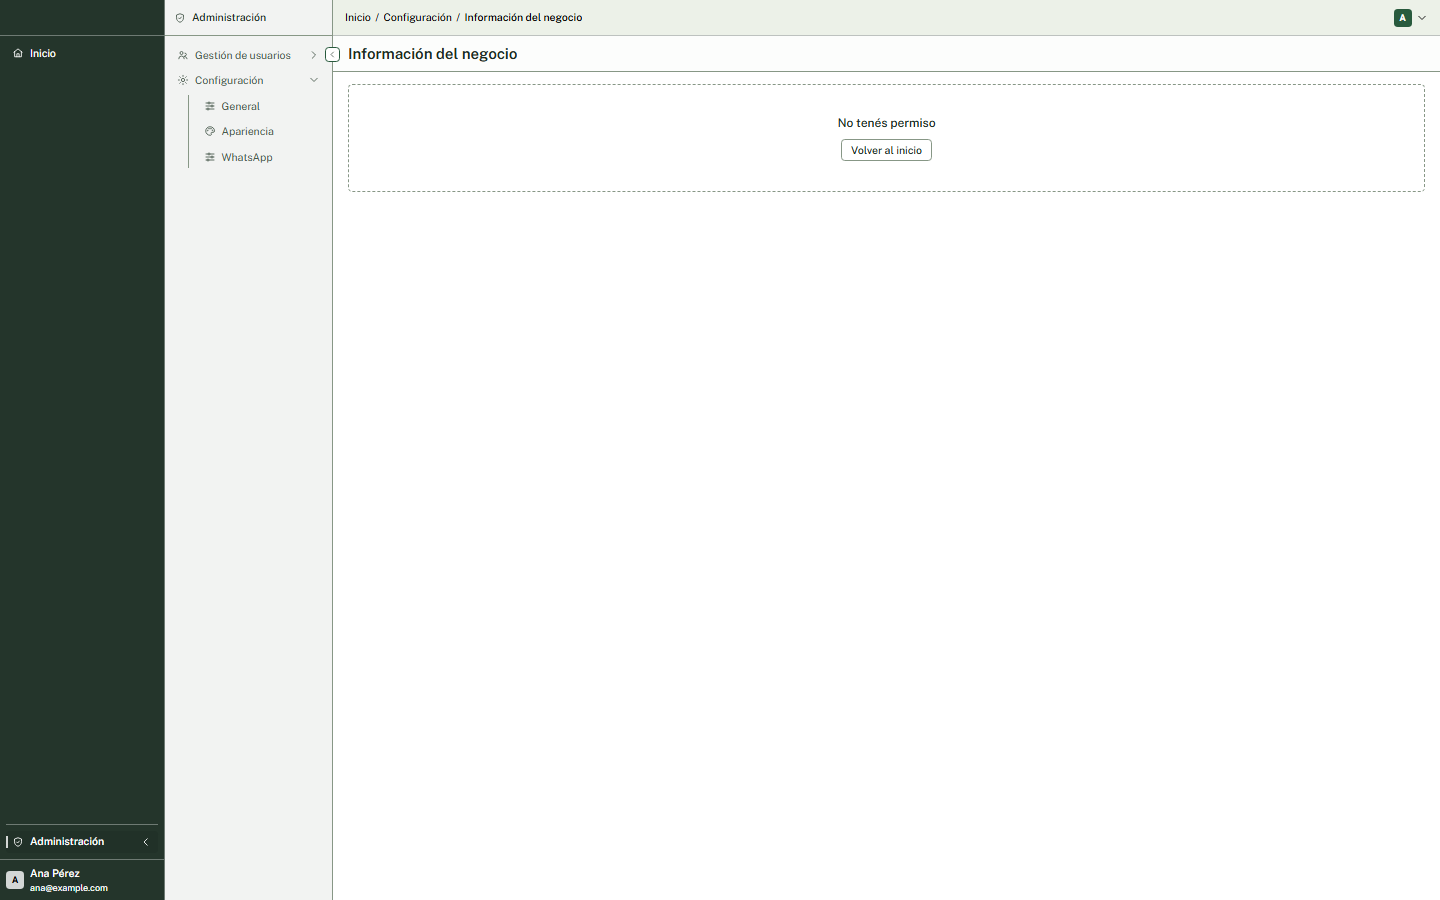 Inicio
Administración
Ana Pérez
A
ana@example.com
Administración
Gestión de usuarios
Configuración
General
Apariencia
WhatsApp
Inicio / Configuración / Información del negocio
A
Información del negocio
No tenés permiso
Volver al inicio